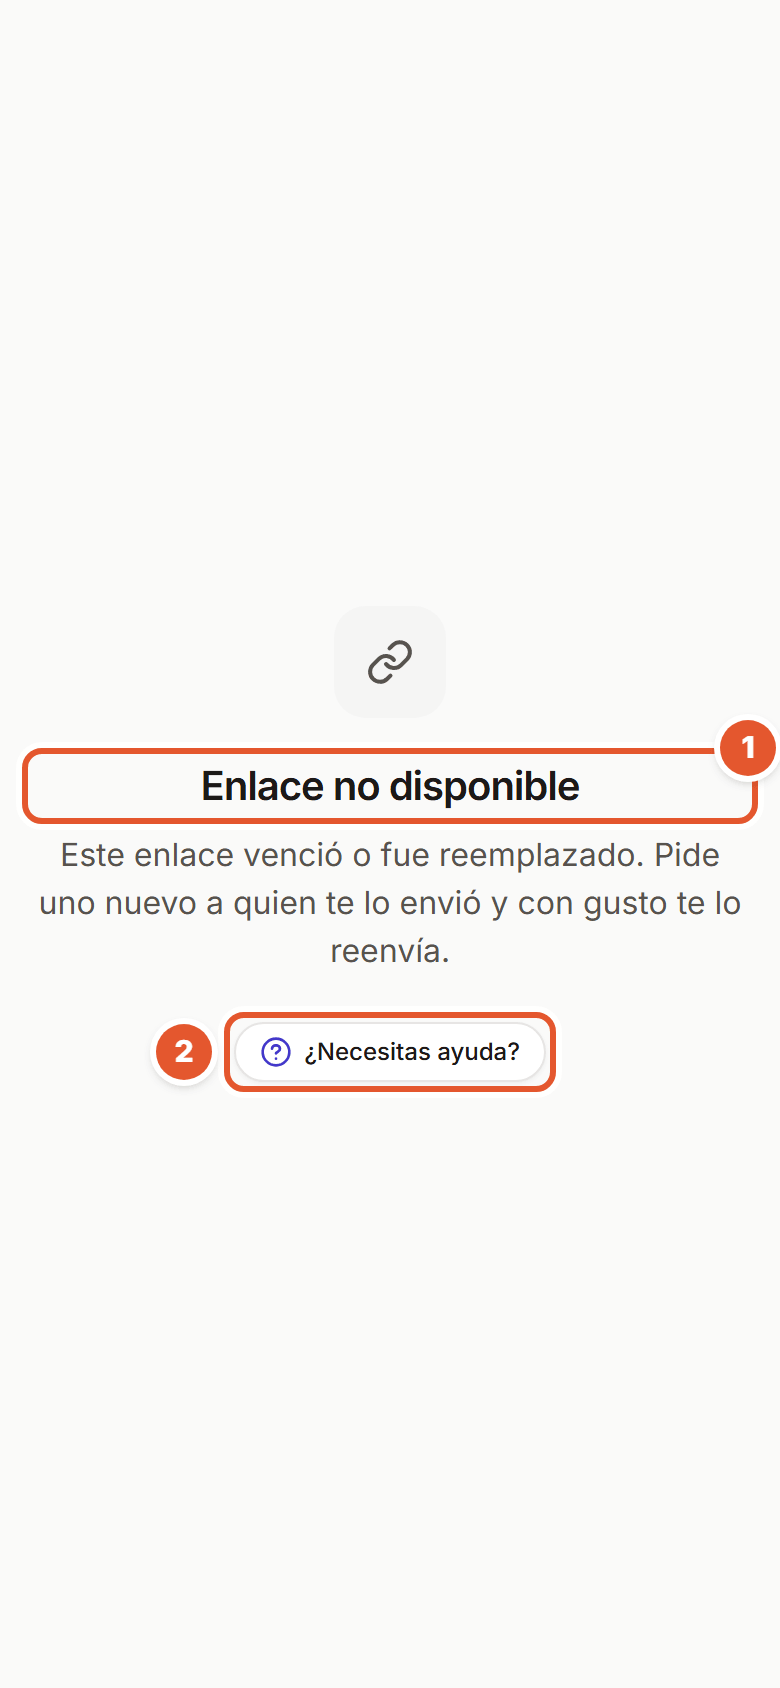 1
Enlace no disponible
Este enlace venció o fue reemplazado. Pide
uno nuevo a quien te lo envió y con gusto te lo
reenvía.
2
¿Necesitas ayuda?